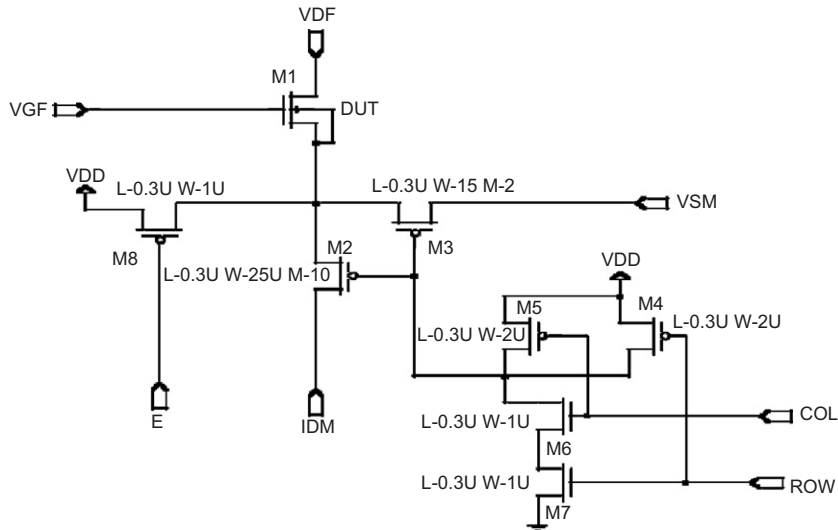 VDF
M1
VGF
DUT
VDD
L-0.3U W-1U
L-0.3U W-15 M-2
VSM
M8
M2
M3
L-0.3U W-25U M-10
VDD
M5
M4
L-0.3U W-2U
L-0.3U W-2U
E
IDM
L-0.3U W-1U
COL
M6
L-0.3U W-1U
ROW
M7